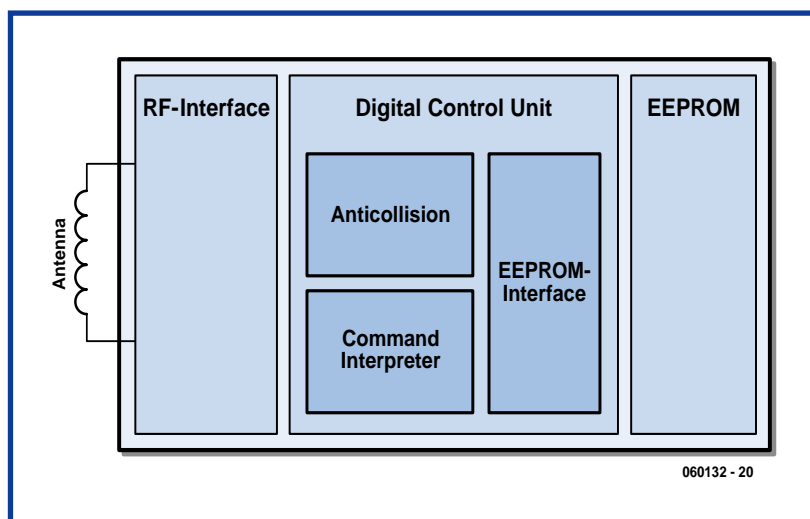 Antenna
RF-Interface
Digital Control Unit
Anticollision
Command
Interpreter
EEPROM-
Interface
EEPROM
060132 - 20